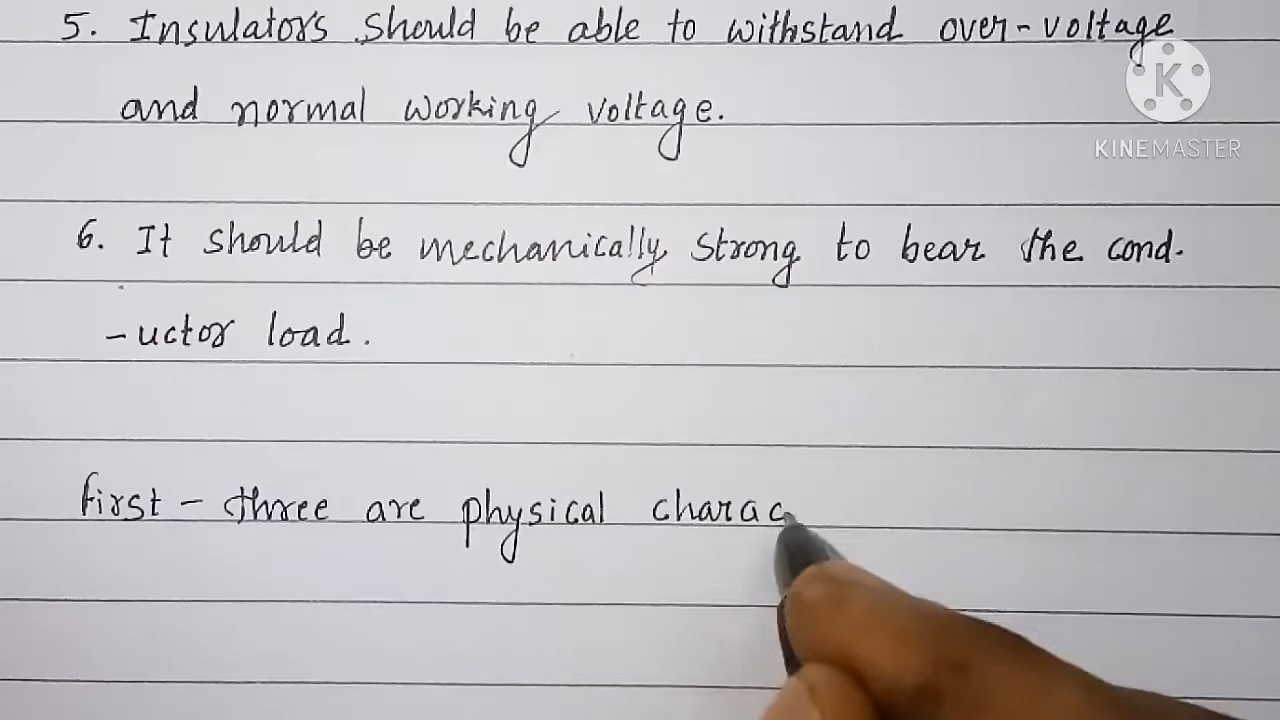 5. Insulators should be able to withstand over-voltage
and normal working voltage.
K
KINEMASTER
6. It should be mechanically strong to bear the cond.
-uctor load.
first - three are physical charac